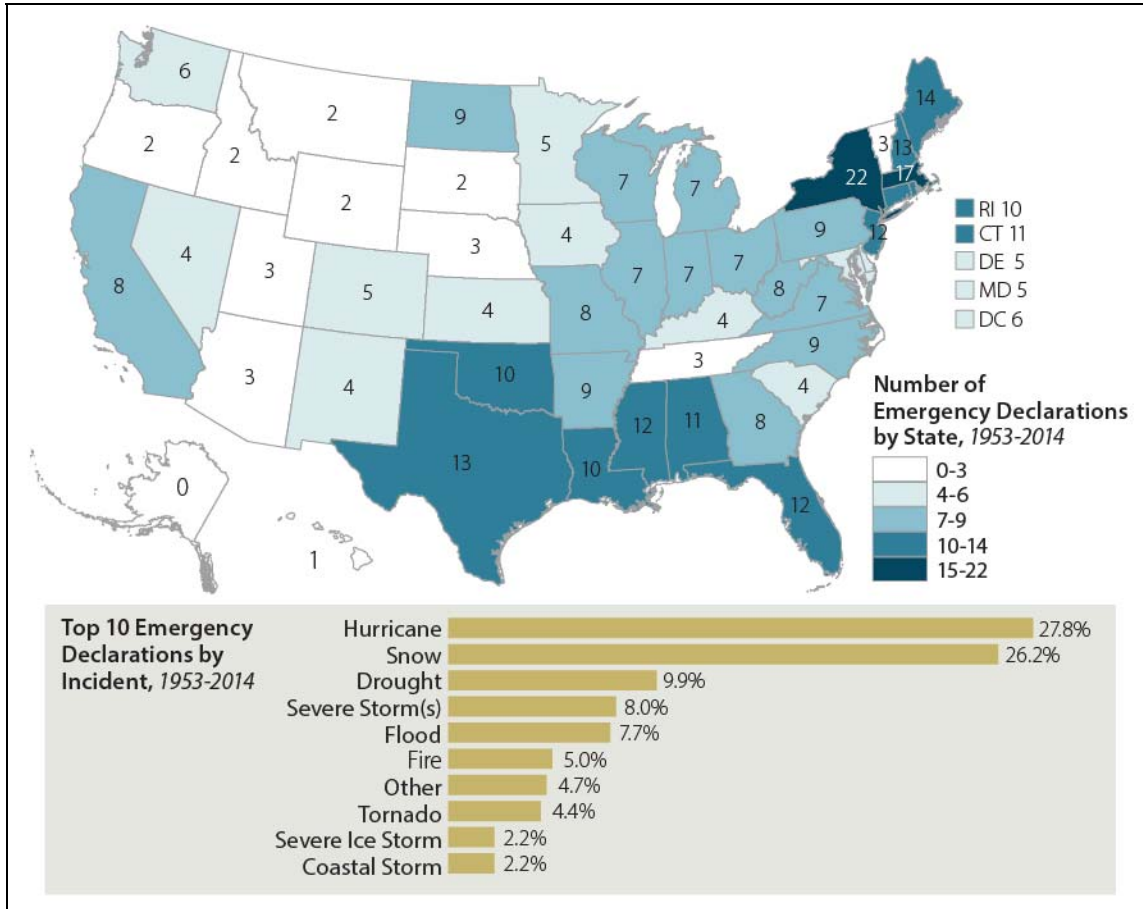 6
2
2
2
2
9
2
3
5
4
7
7
3
22
13
14
17
12
RI 10
CT 11
DE 5
MD 5
DC 6
8
4
3
5
4
8
7
7
7
9
8
7
4
3
9
4
3
4
10
9
12
11
8
13
10
12
0
1
Number of
Emergency Declarations
by State, 1953-2014
0-3
4-6
7-9
10-14
15-22
Top 10 Emergency
Declarations by
Incident, 1953-2014
Hurricane 27.8%
Snow 26.2%
Drought 9.9%
Severe Storm(s) 8.0%
Flood 7.7%
Fire 5.0%
Other 4.7%
Tornado 4.4%
Severe Ice Storm 2.2%
Coastal Storm 2.2%